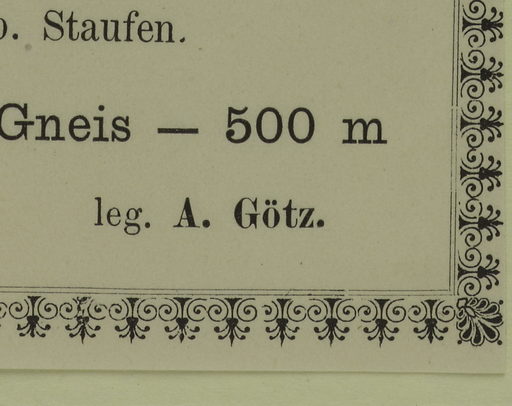 b. Staufen.
Gneis — 500 m
leg. A. Götz.